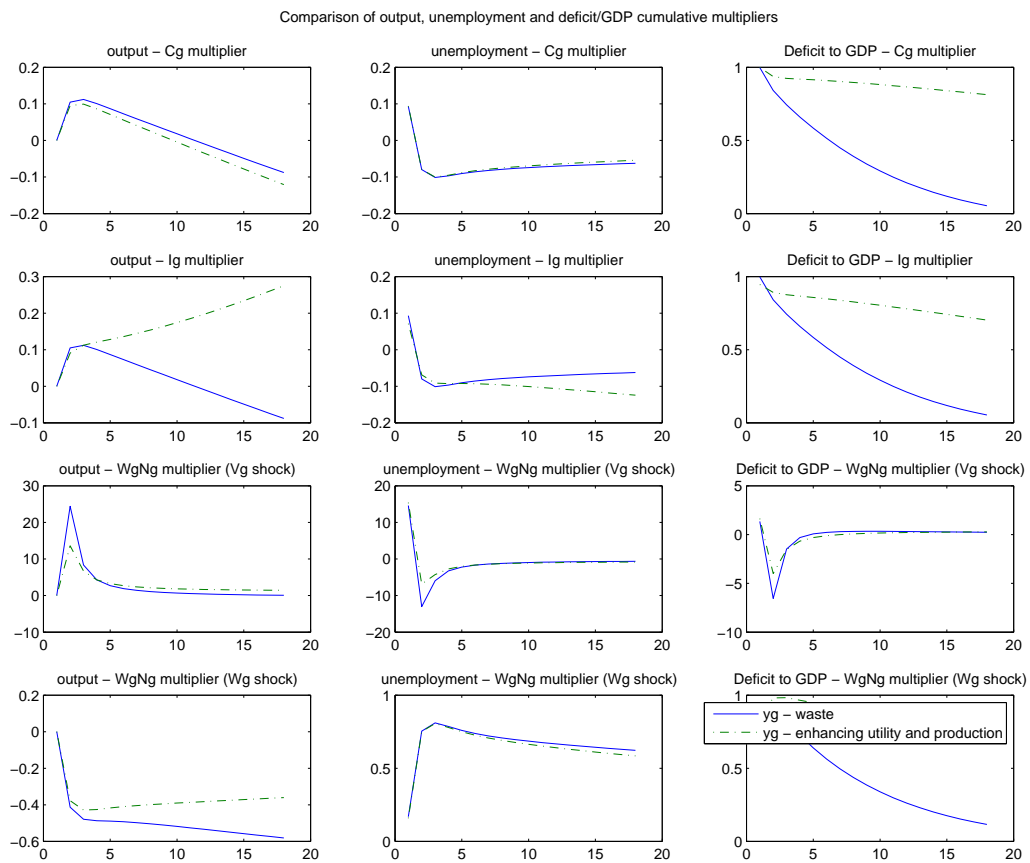 Comparison of output, unemployment and deficit/GDP cumulative multipliers
output − Cg multiplier
0.2
0.1
0
−0.1
−0.2
0 5 10 15 20
unemployment − Cg multiplier
0.2
0.1
0
−0.1
−0.2
0 5 10 15 20
Deficit to GDP − Cg multiplier
1
0.5
0
0 5 10 15 20
output − Ig multiplier
0.3
0.2
0.1
0
−0.1
0 5 10 15 20
unemployment − Ig multiplier
0.2
0.1
0
−0.1
−0.2
0 5 10 15 20
Deficit to GDP − Ig multiplier
1
0.5
0
0 5 10 15 20
output − WgNg multiplier (Vg shock)
30
20
10
0
−10
0 5 10 15 20
unemployment − WgNg multiplier (Vg shock)
20
10
0
−10
−20
0 5 10 15 20
Deficit to GDP − WgNg multiplier (Vg shock)
5
0
−5
−10
0 5 10 15 20
output − WgNg multiplier (Wg shock)
0.2
0
−0.2
−0.4
−0.6
0 5 10 15 20
unemployment − WgNg multiplier (Wg shock)
1
0.5
0
0 5 10 15 20
Deficit to GDP − WgNg multiplier (Wg shock)
1
yg − waste
yg − enhancing utility and production
0.5
0
0 5 10 15 20